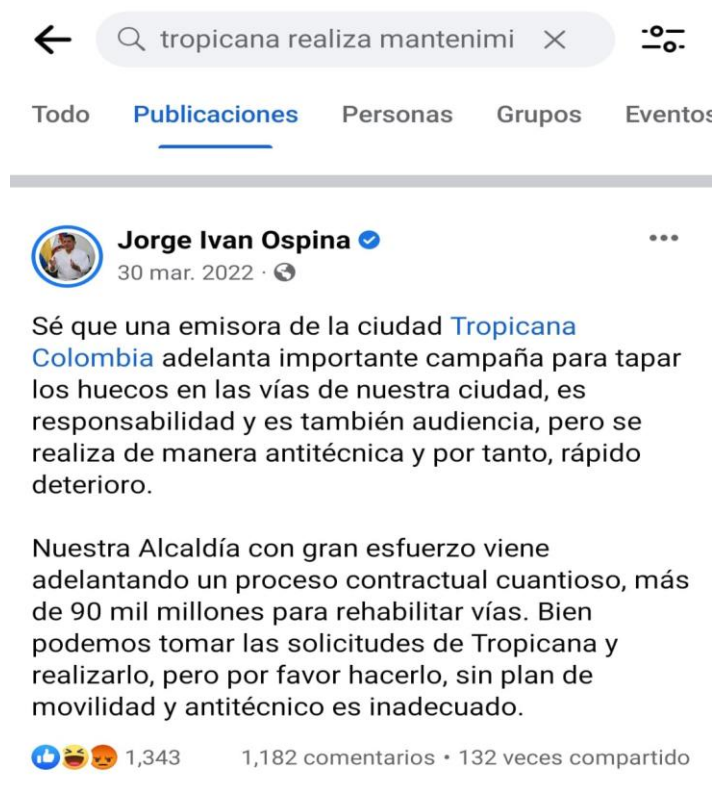 tropicana realiza mantenimi
Todo Publicaciones Personas Grupos Eventos
Jorge Ivan Ospina
30 mar. 2022 ·
Sé que una emisora de la ciudad Tropicana
Colombia adelanta importante campaña para tapar
los huecos en las vías de nuestra ciudad, es
responsabilidad y es también audiencia, pero se
realiza de manera antitécnica y por tanto, rápido
deterioro.
Nuestra Alcaldía con gran esfuerzo viene
adelantando un proceso contractual cuantioso, más
de 90 mil millones para rehabilitar vías. Bien
podemos tomar las solicitudes de Tropicana y
realizarlo, pero por favor hacerlo, sin plan de
movilidad y antitécnico es inadecuado.
1,343 1,182 comentarios • 132 veces compartido